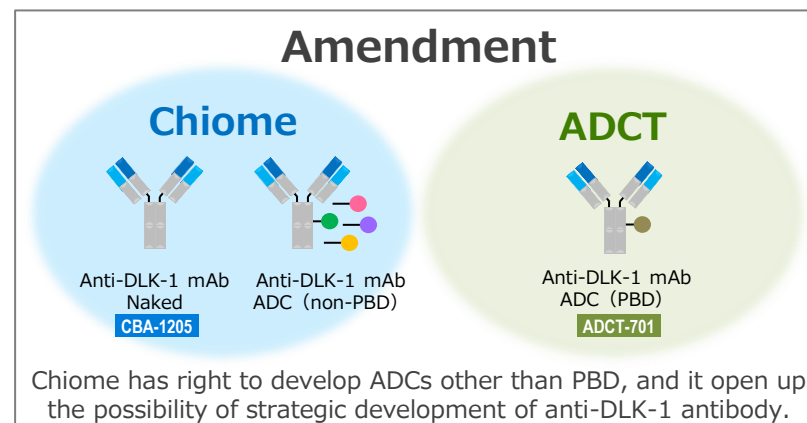 Amendment
Chiome
ADCT
Anti-DLK-1 mAb
Naked
CBA-1205
Anti-DLK-1 mAb
ADC（non-PBD）
Anti-DLK-1 mAb
ADC（PBD）
ADCT-701
Chiome has right to develop ADCs other than PBD, and it open up
the possibility of strategic development of anti-DLK-1 antibody.